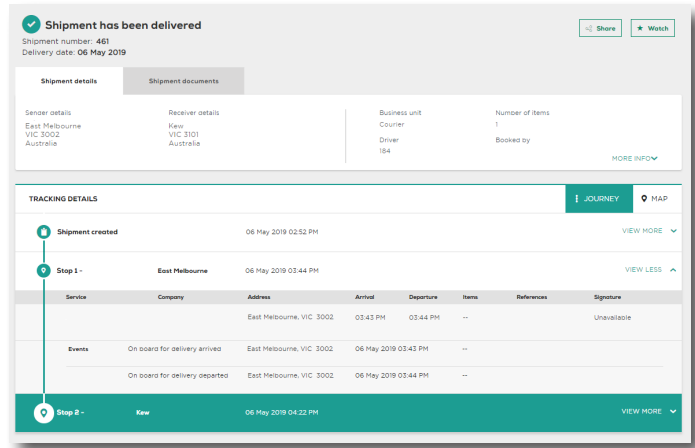 Shipment has been delivered
Share
Watch
Shipment number: 461
Delivery date: 06 May 2019
Shipment details
Shipment documents
Sender details
Receiver details
Business unit
Number of items
East Melbourne
Kew
Courier
1
VIC 3002
VIC 3101
Australia
Australia
Driver
Booked by
184
MORE INFO
TRACKING DETAILS
JOURNEY
MAP
Shipment created 06 May 2019 02:52 PM VIEW MORE
Stop 1 - East Melbourne 06 May 2019 03:44 PM VIEW LESS
Service Company Address Arrival Departure Items References Signature
East Melbourne, VIC 3002 03:43 PM 03:44 PM -- Unavailable
Events On board for delivery arrived East Melbourne, VIC 3002 06 May 2019 03:43 PM --
On board for delivery departed East Melbourne, VIC 3002 06 May 2019 03:44 PM --
Stop 2 - Kew 06 May 2019 04:22 PM VIEW MORE